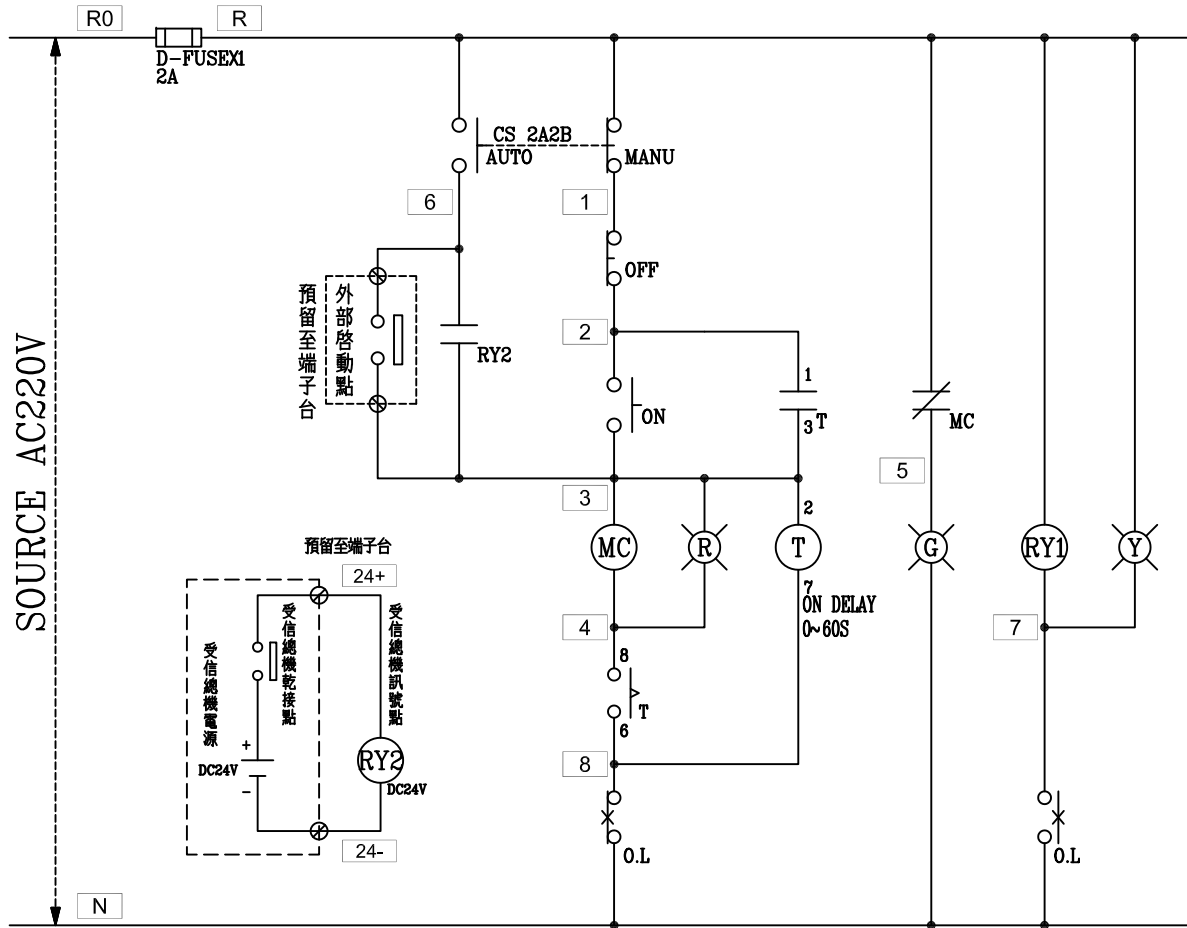 R0
R
D-FUSEX1
2A
CS 2A2B
AUTO
MANU
6
1
OFF
預留至端子台
外部啓動點
RY2
2
ON
1
3
T
MC
5
SOURCE AC220V
3
2
MC
R
T
G
RY1
Y
7
ON DELAY
0~60S
4
7
預留至端子台
24+
受信總機電源
受信總機乾接點
受信總機訊號點
8
T
6
+
DC24V
-
RY2
DC24V
8
24-
O.L
O.L
N